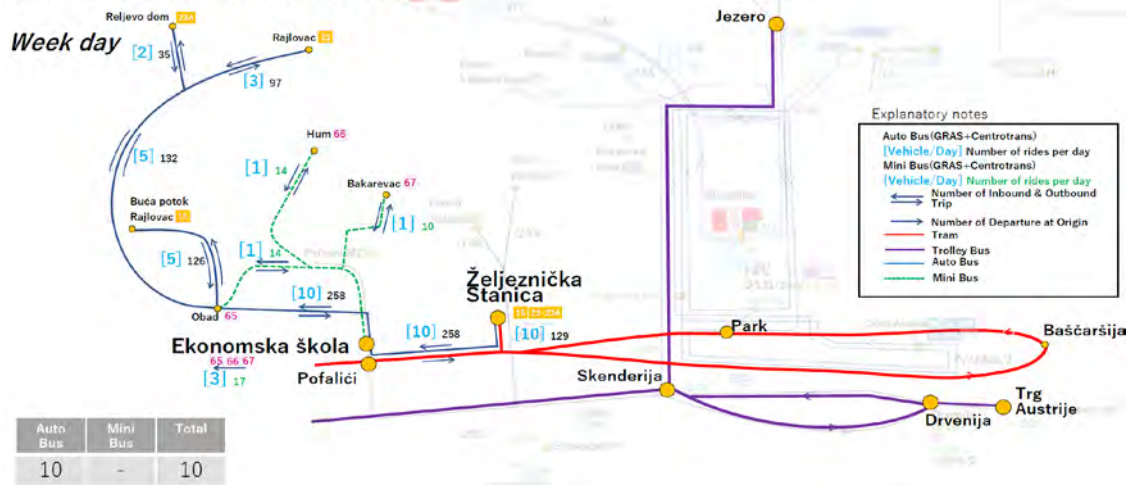 Reljevo dom 23A
Week day
[2] 35
Rajlovac
[3] 97
Jezero
[5] 132
Hum 66
[1] 14
Bakarevac 67
[1] 10
Buća potok
Rajlovac
[5] 126
[1] 14
[10] 258
Obad 65
Željeznička
Stanica
[10] 258
[10] 129
Ekonomska škola
65 66 67
[3] 17
Pofalići
Park
Baščaršija
Skenderija
Drvenija
Trg
Austrije
Explanatory notes
Auto Bus(GRAS+Centrotrans)
[Vehicle/Day] Number of rides per day
Mini Bus(GRAS+Centrotrans)
[Vehicle/Day] Number of rides per day
Number of Inbound & Outbound
Trip
Number of Departure at Origin
Tram
Trolley Bus
Auto Bus
Mini Bus
Auto Bus Mini Bus Total
10 - 10